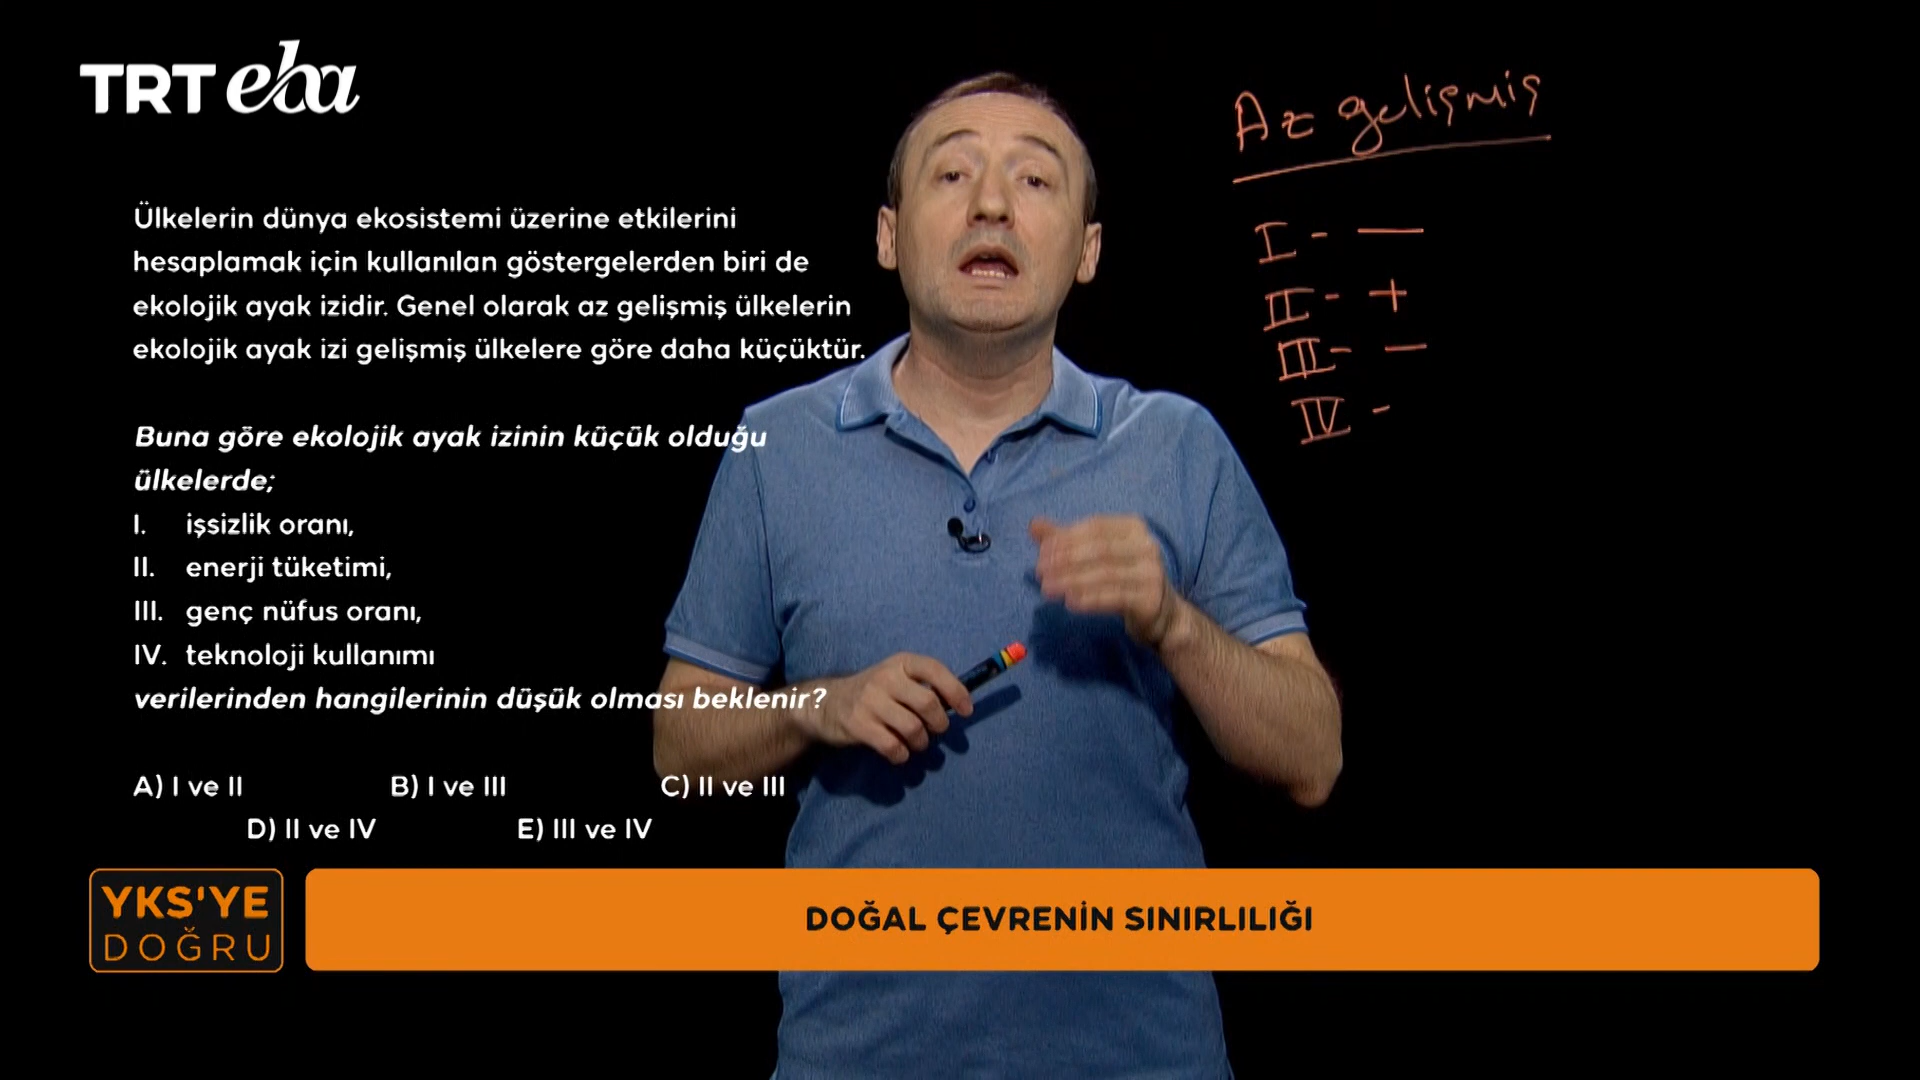 TRT eba
Az gelişmiş
I - —
II - +
III - —
IV -
Ülkelerin dünya ekosistemi üzerine etkilerini
hesaplamak için kullanılan göstergelerden biri de
ekolojik ayak izidir. Genel olarak az gelişmiş ülkelerin
ekolojik ayak izi gelişmiş ülkelere göre daha küçüktür.
Buna göre ekolojik ayak izinin küçük olduğu
ülkelerde;
I. işsizlik oranı,
II. enerji tüketimi,
III. genç nüfus oranı,
IV. teknoloji kullanımı
verilerinden hangilerinin düşük olması beklenir?
A) I ve II B) I ve III C) II ve III
D) II ve IV E) III ve IV
YKS'YE
DOĞRU
DOĞAL ÇEVRENİN SINIRLILIĞI